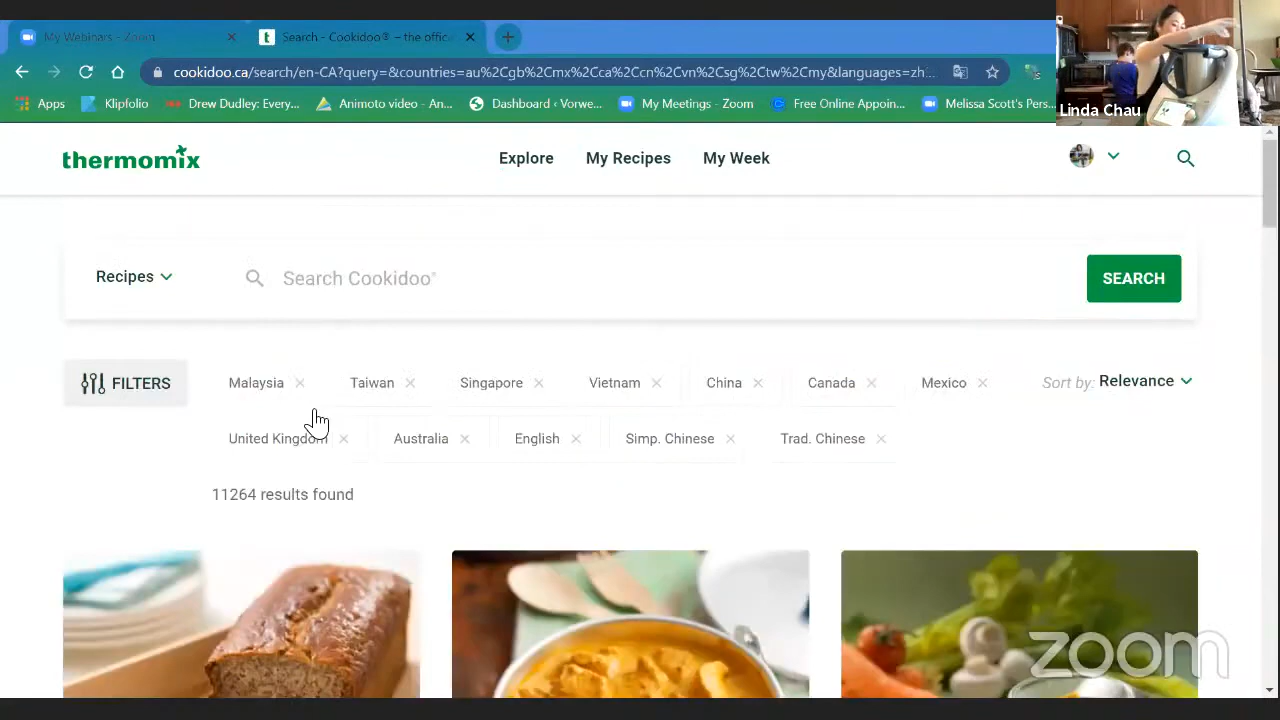 My Webinars - Zoom
Search - Cookidoo® – the offic
cookidoo.ca/search/en-CA?query=&countries=au%2Cgb%2Cmx%2Cca%2Ccn%2Cvn%2Csg%2Ctw%2Cmy&languages=zh...
Apps Klipfolio Drew Dudley: Every... Animoto video - An... Dashboard ‹ Vorwe... My Meetings – Zoom Free Online Appoin... Melissa Scott's Pers...
Linda Chau
thermomix Explore My Recipes My Week
Recipes Search Cookidoo® SEARCH
FILTERS Malaysia Taiwan Singapore Vietnam China Canada Mexico Sort by: Relevance
United Kingdom Australia English Simp. Chinese Trad. Chinese
11264 results found
zoom